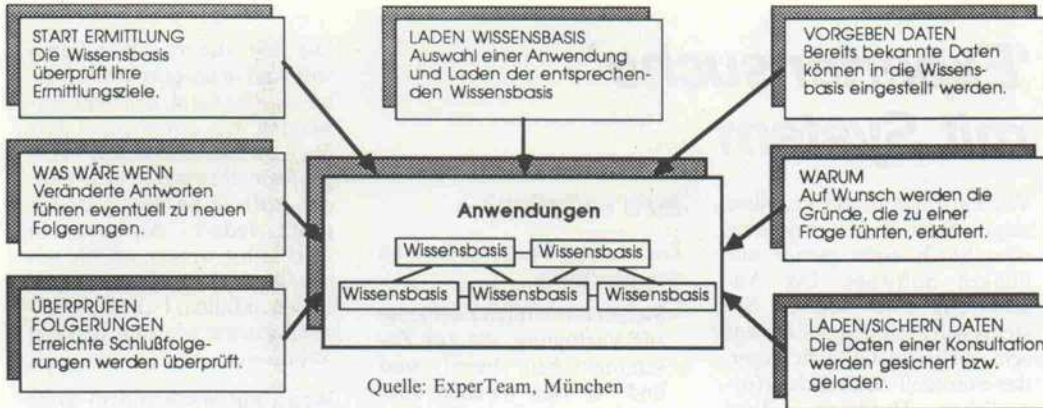 START ERMITTLUNG
Die Wissensbasis
überprüft Ihre
Ermittlungsziele.
LADEN WISSENSBASIS
Auswahl einer Anwendung
und Laden der entsprechen-
den Wissensbasis
VORGEBEN DATEN
Bereits bekannte Daten
können in die Wissens-
basis eingestellt werden.
WAS WÄRE WENN
Veränderte Antworten
führen eventuell zu neuen
Folgerungen.
Anwendungen
Wissensbasis Wissensbasis
Wissensbasis Wissensbasis Wissensbasis
WARUM
Auf Wunsch werden die
Gründe, die zu einer
Frage führten, erläutert.
ÜBERPRÜFEN
FOLGERUNGEN
Erreichte Schlußfolge-
rungen werden überprüft.
LADEN/SICHERN DATEN
Die Daten einer Konsultation
werden gesichert bzw.
geladen.
Quelle: ExperTeam, München